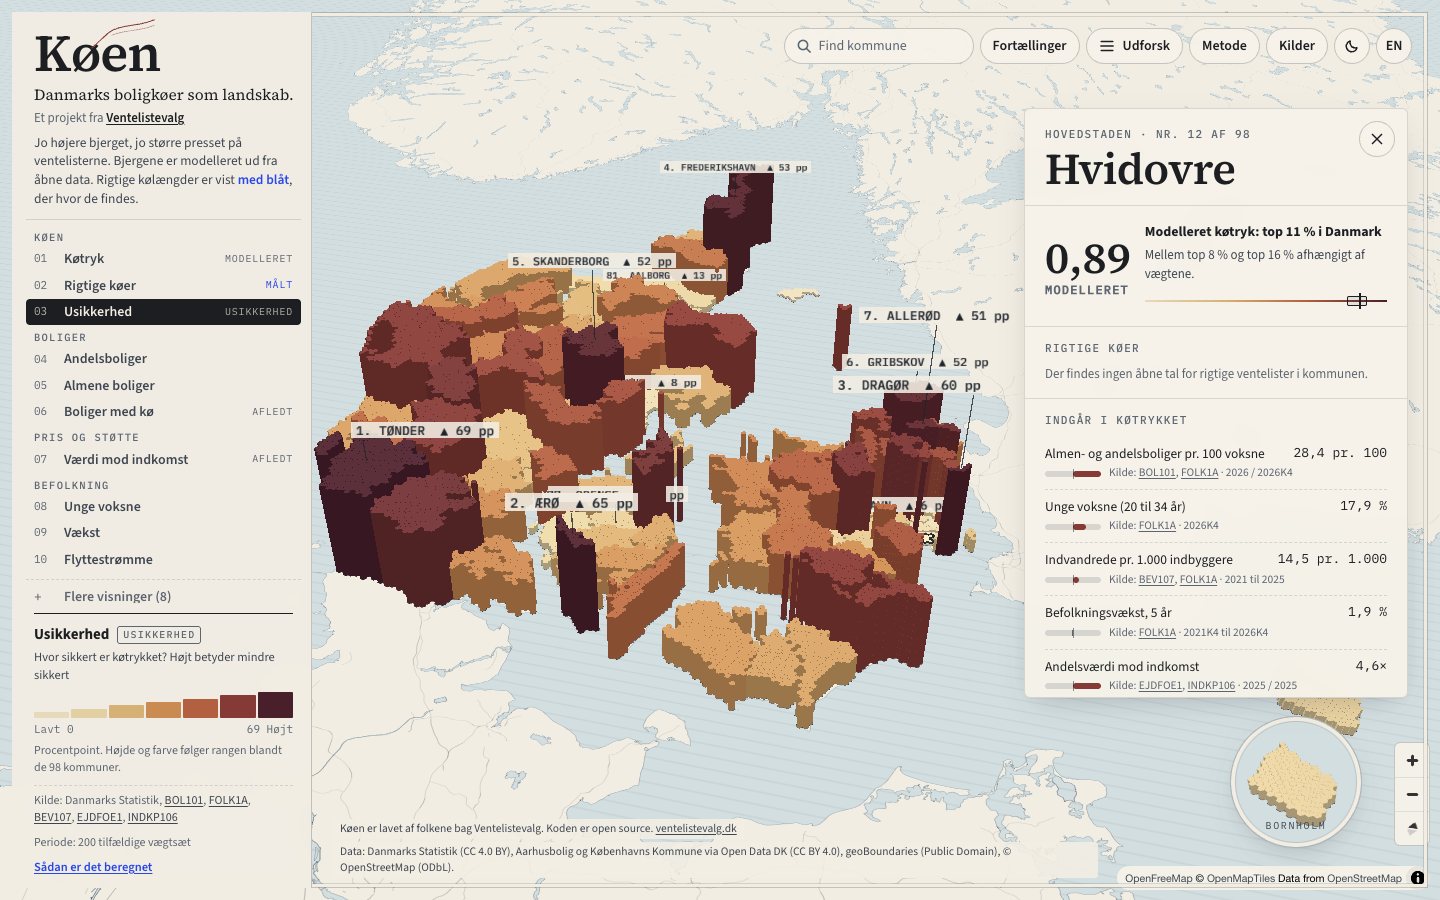 Køen
Danmarks boligkøer som landskab.
Et projekt fra Ventelistevalg
Jo højere bjerget, jo større presset på
ventelisterne. Bjergene er modelleret ud fra
åbne data. Rigtige kølængder er vist med blåt,
der hvor de findes.
KØEN
01 Køtryk MODELLERET
02 Rigtige køer MÅLT
03 Usikkerhed USIKKERHED
BOLIGER
04 Andelsboliger
05 Almene boliger
06 Boliger med kø AFLEDT
PRIS OG STØTTE
07 Værdi mod indkomst AFLEDT
BEFOLKNING
08 Unge voksne
09 Vækst
10 Flyttestrømme
+ Flere visninger (8)
Usikkerhed USIKKERHED
Hvor sikkert er køtrykket? Højt betyder mindre
sikkert
Lavt 0 69 Højt
Procentpoint. Højde og farve følger rangen blandt
de 98 kommuner.
Kilde: Danmarks Statistik, BOL101, FOLK1A,
BEV107, EJDFOE1, INDKP106
Periode: 200 tilfældige vægtsæt
Sådan er det beregnet
Find kommune
Fortællinger
Udforsk
Metode
Kilder
EN
4. FREDERIKSHAVN ▲ 53 pp
5. SKANDERBORG ▲ 52 pp
81. AALBORG ▲ 13 pp
7. ALLERØD ▲ 51 pp
6. GRIBSKOV ▲ 52 pp
3. DRAGØR ▲ 60 pp
▲ 8 pp
1. TØNDER ▲ 69 pp
2. ÆRØ ▲ 65 pp
pp
HOVEDSTADEN · NR. 12 AF 98
Hvidovre
0,89
MODELLERET
Modelleret køtryk: top 11 % i Danmark
Mellem top 8 % og top 16 % afhængigt af
vægtene.
RIGTIGE KØER
Der findes ingen åbne tal for rigtige ventelister i kommunen.
INDGÅR I KØTRYKKET
Almen- og andelsboliger pr. 100 voksne 28,4 pr. 100
Kilde: BOL101, FOLK1A · 2026 / 2026K4
Unge voksne (20 til 34 år) 17,9 %
Kilde: FOLK1A · 2026K4
Indvandrede pr. 1.000 indbyggere 14,5 pr. 1.000
Kilde: BEV107, FOLK1A · 2021 til 2025
Befolkningsvækst, 5 år 1,9 %
Kilde: FOLK1A · 2021K4 til 2026K4
Andelsværdi mod indkomst 4,6×
Kilde: EJDFOE1, INDKP106 · 2025 / 2025
BORNHOLM
Køen er lavet af folkene bag Ventelistevalg. Koden er open source. ventelistevalg.dk
Data: Danmarks Statistik (CC 4.0 BY), Aarhusbolig og Københavns Kommune via Open Data DK (CC BY 4.0), geoBoundaries (Public Domain), ©
OpenStreetMap (ODbL).
OpenFreeMap © OpenMapTiles Data from OpenStreetMap